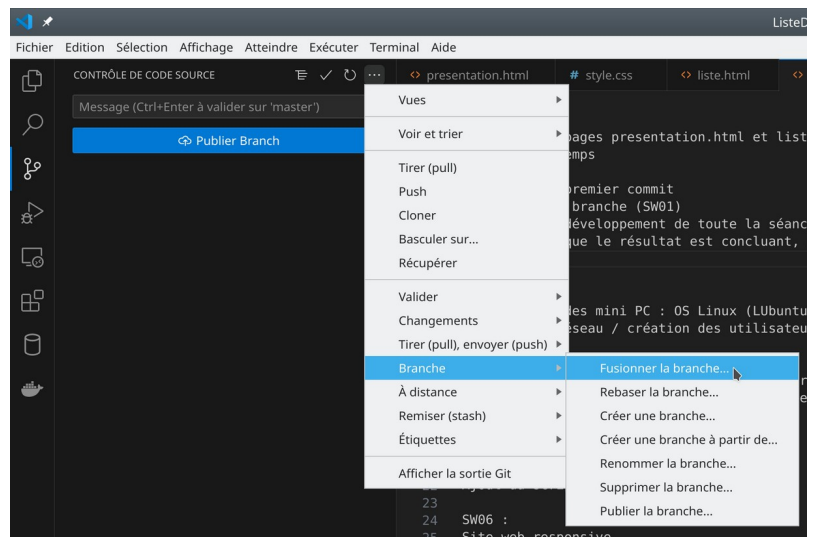 ListeD
Fichier Edition Sélection Affichage Atteindre Exécuter Terminal Aide
CONTRÔLE DE CODE SOURCE
presentation.html # style.css liste.html
Message (Ctrl+Enter à valider sur 'master')
Publier Branch
Vues
Voir et trier
Tirer (pull)
Push
Cloner
Basculer sur...
Récupérer
Valider
Changements
Tirer (pull), envoyer (push)
Branche
À distance
Remiser (stash)
Étiquettes
Afficher la sortie Git
Fusionner la branche...
Rebaser la branche...
Créer une branche...
Créer une branche à partir de...
Renommer la branche...
Supprimer la branche...
Publier la branche...
pages presentation.html et list
emps
premier commit
branche (SW01)
développement de toute la séanc
que le résultat est concluant,
des mini PC : OS Linux (LUbuntu
éseau / création des utilisateu
23
24 SW06 :
25 Site web responsive